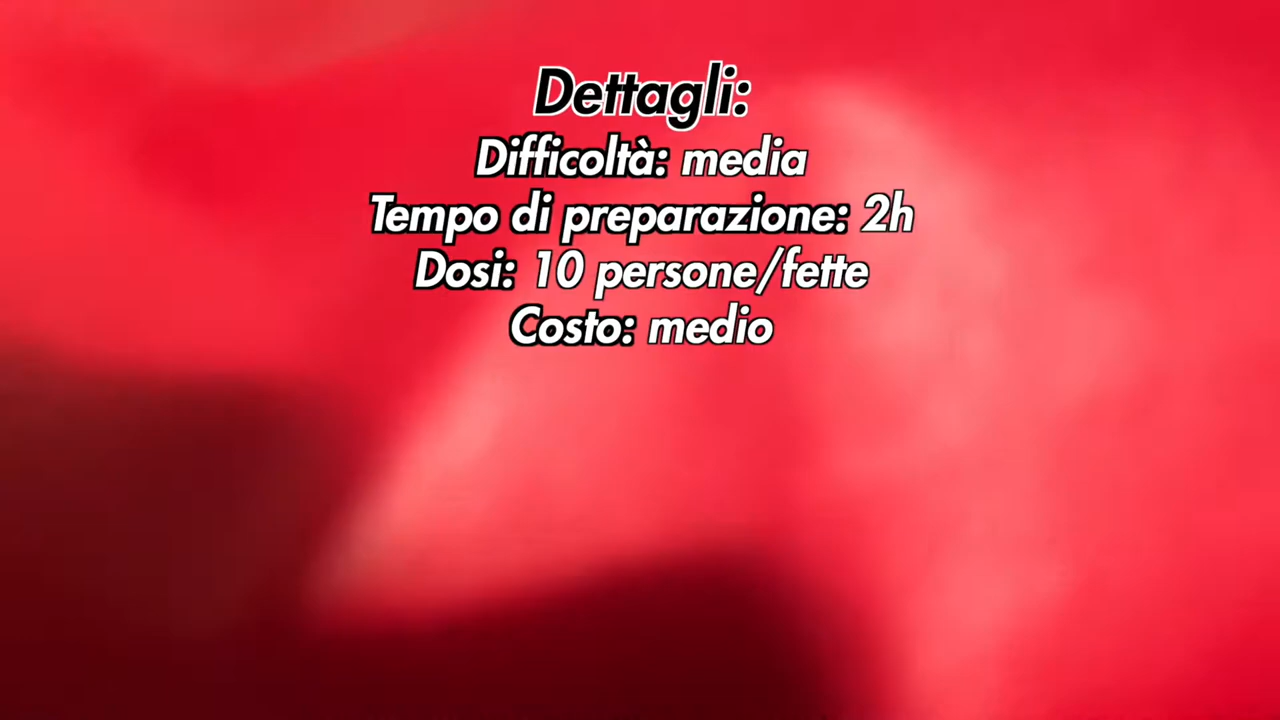 Dettagli:
Difficoltà: media
Tempo di preparazione: 2h
Dosi: 10 persone/fette
Costo: medio